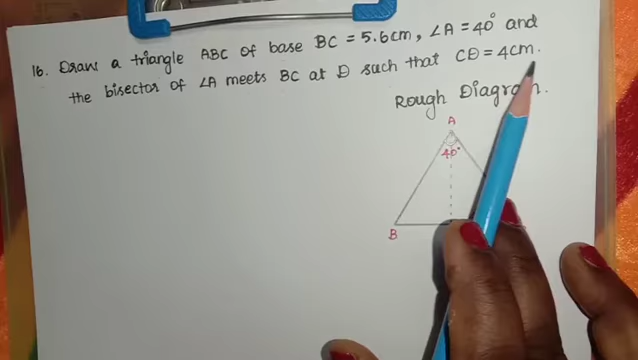 16. Draw a triangle ABC of base BC = 5.6cm, ∠A = 40° and
the bisector of ∠A meets BC at D such that CD = 4cm.
Rough Diagram.
A
40°
B